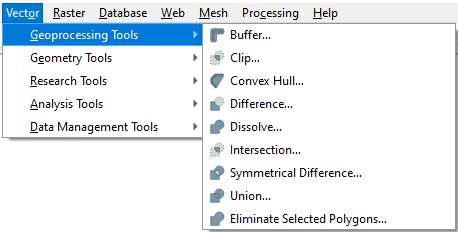 Vector Raster Database Web Mesh Processing Help
Geoprocessing Tools
Geometry Tools
Research Tools
Analysis Tools
Data Management Tools
Buffer...
Clip...
Convex Hull...
Difference...
Dissolve...
Intersection...
Symmetrical Difference...
Union...
Eliminate Selected Polygons...